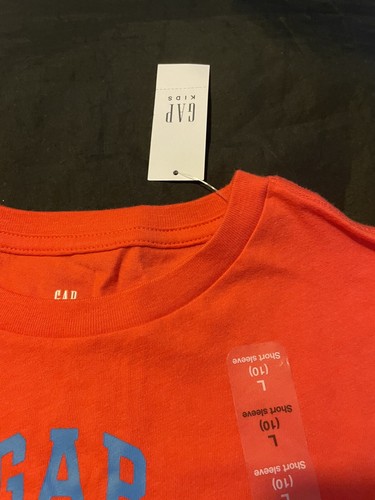 GAP
KIDS
GAP
GAP
Short sleeve
(10)
L
Short sleeve
(10)
L
Short sleeve
(10)
L